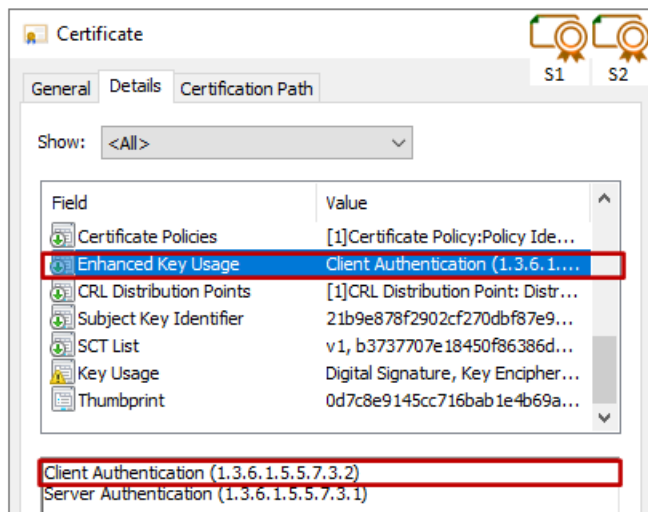 Certificate
S1 S2
General Details Certification Path
Show: <All>
Field Value
Certificate Policies [1]Certificate Policy:Policy Ide...
Enhanced Key Usage Client Authentication (1.3.6.1....
CRL Distribution Points [1]CRL Distribution Point: Distr...
Subject Key Identifier 21b9e878f2902cf270dbf87e9...
SCT List v1, b3737707e18450f86386d...
Key Usage Digital Signature, Key Encipher...
Thumbprint 0d7c8e9145cc716bab1e4b69a...
Client Authentication (1.3.6.1.5.5.7.3.2)
Server Authentication (1.3.6.1.5.5.7.3.1)